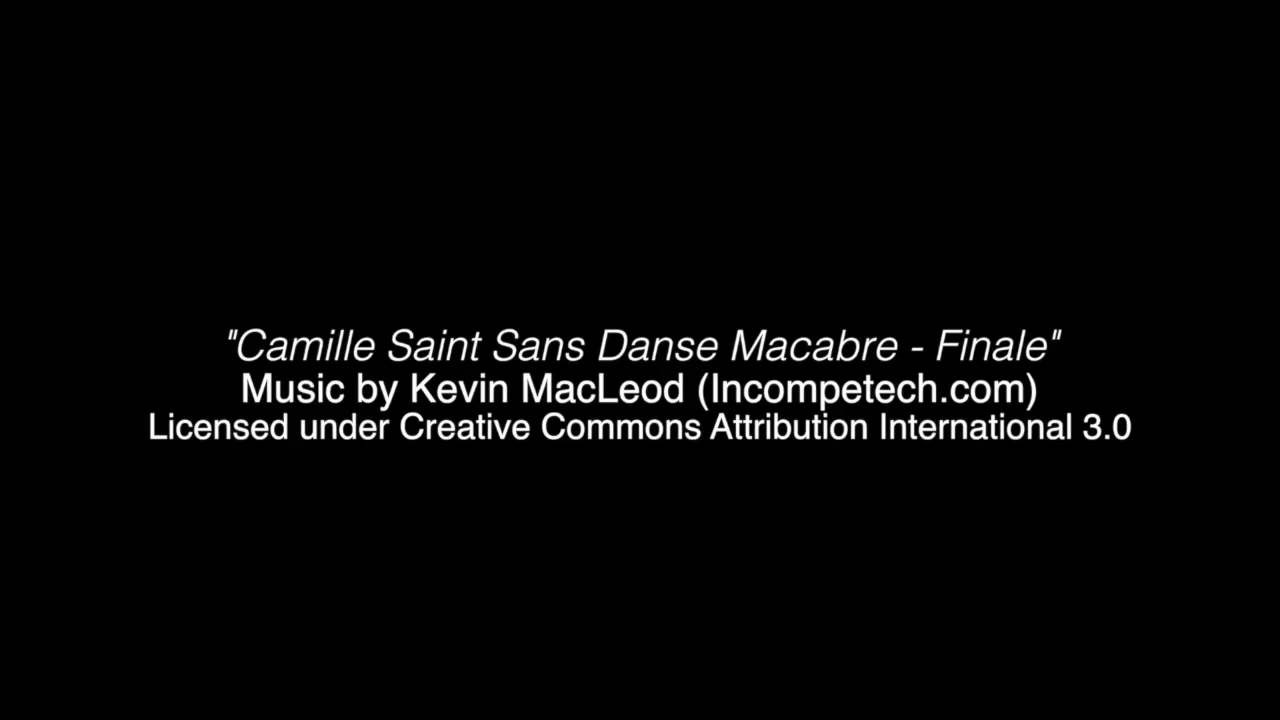 "Camille Saint Sans Danse Macabre - Finale"
Music by Kevin MacLeod (Incompetech.com)
Licensed under Creative Commons Attribution International 3.0